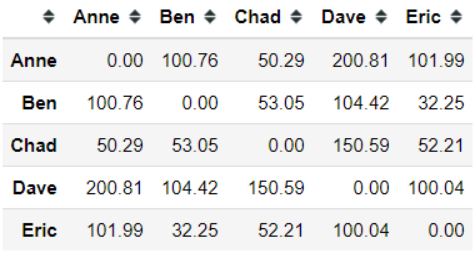 Anne Ben Chad Dave Eric
Anne 0.00 100.76 50.29 200.81 101.99
Ben 100.76 0.00 53.05 104.42 32.25
Chad 50.29 53.05 0.00 150.59 52.21
Dave 200.81 104.42 150.59 0.00 100.04
Eric 101.99 32.25 52.21 100.04 0.00